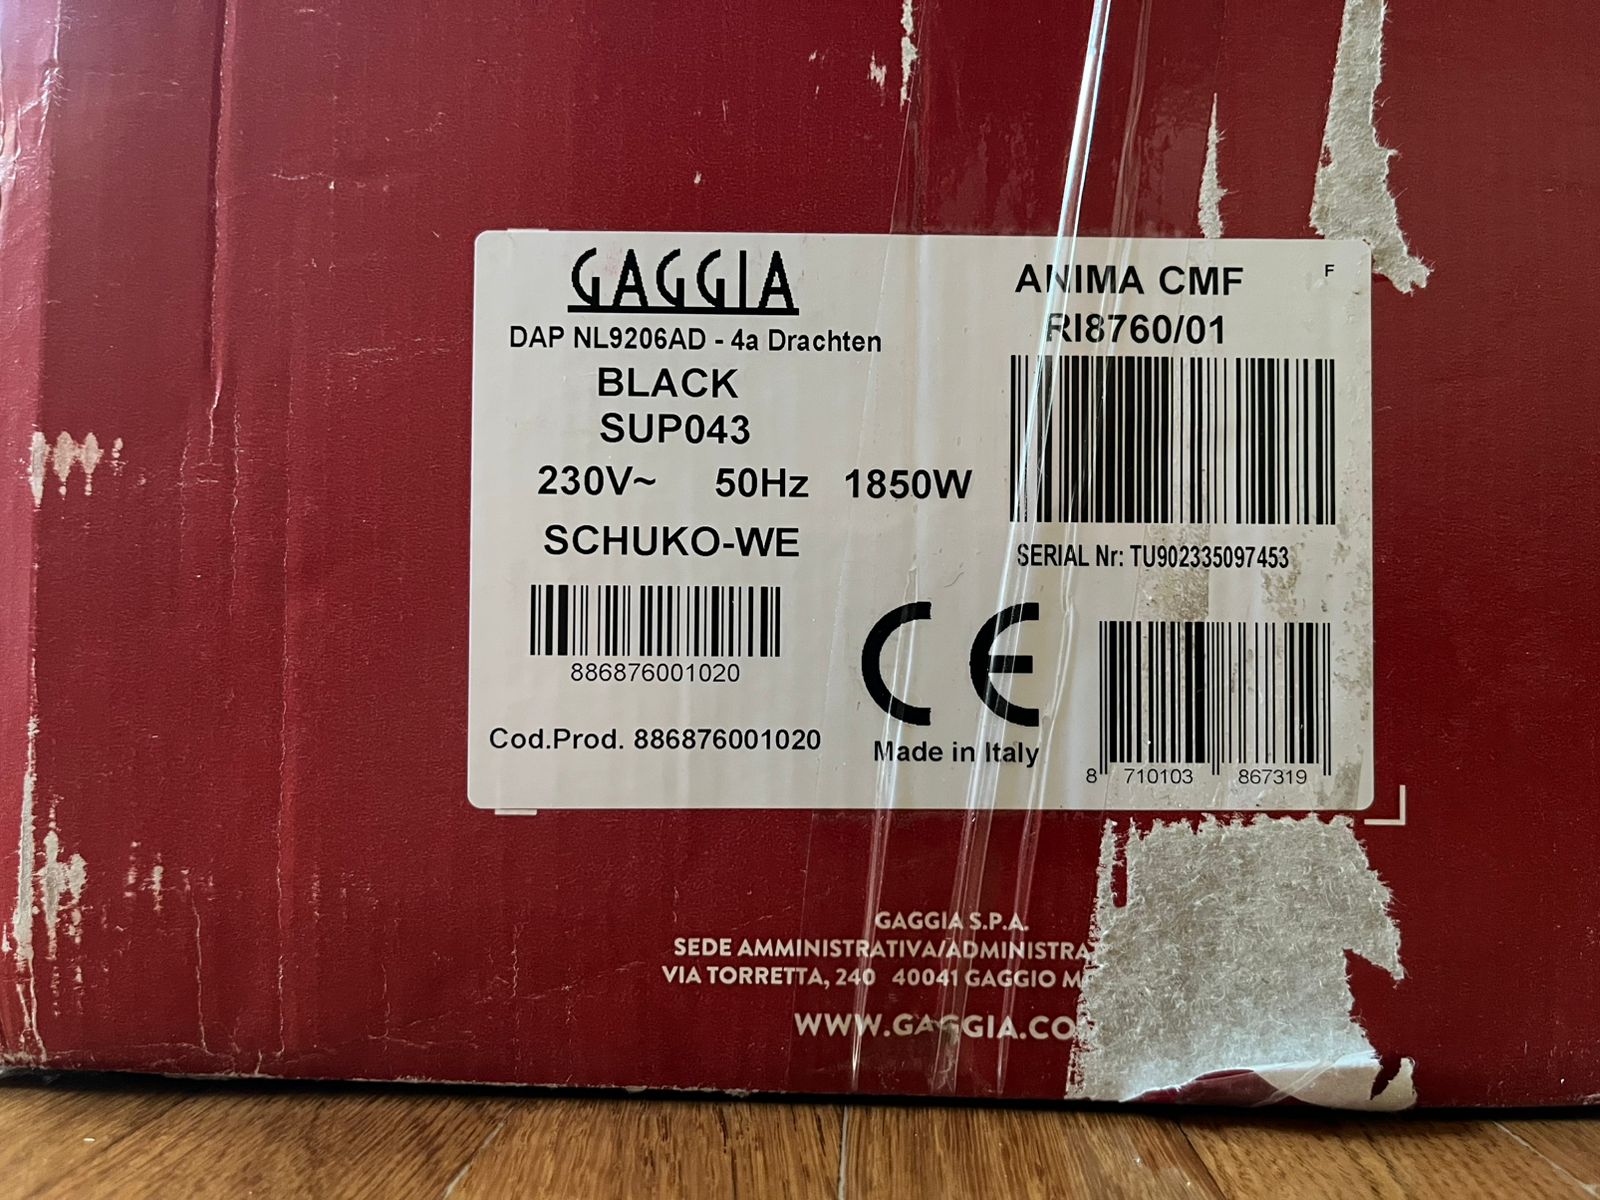 GAGGIA
DAP NL9206AD - 4a Drachten
BLACK
SUP043
230V~ 50Hz 1850W
SCHUKO-WE
886876001020
Cod.Prod. 886876001020
ANIMA CMF F
RI8760/01
SERIAL Nr: TU902335097453
CE
Made in Italy
8 710103 867319
GAGGIA S.P.A.
SEDE AMMINISTRATIVA/ADMINISTRA
VIA TORRETTA, 240 40041 GAGGIO M
WWW.GAGGIA.CO